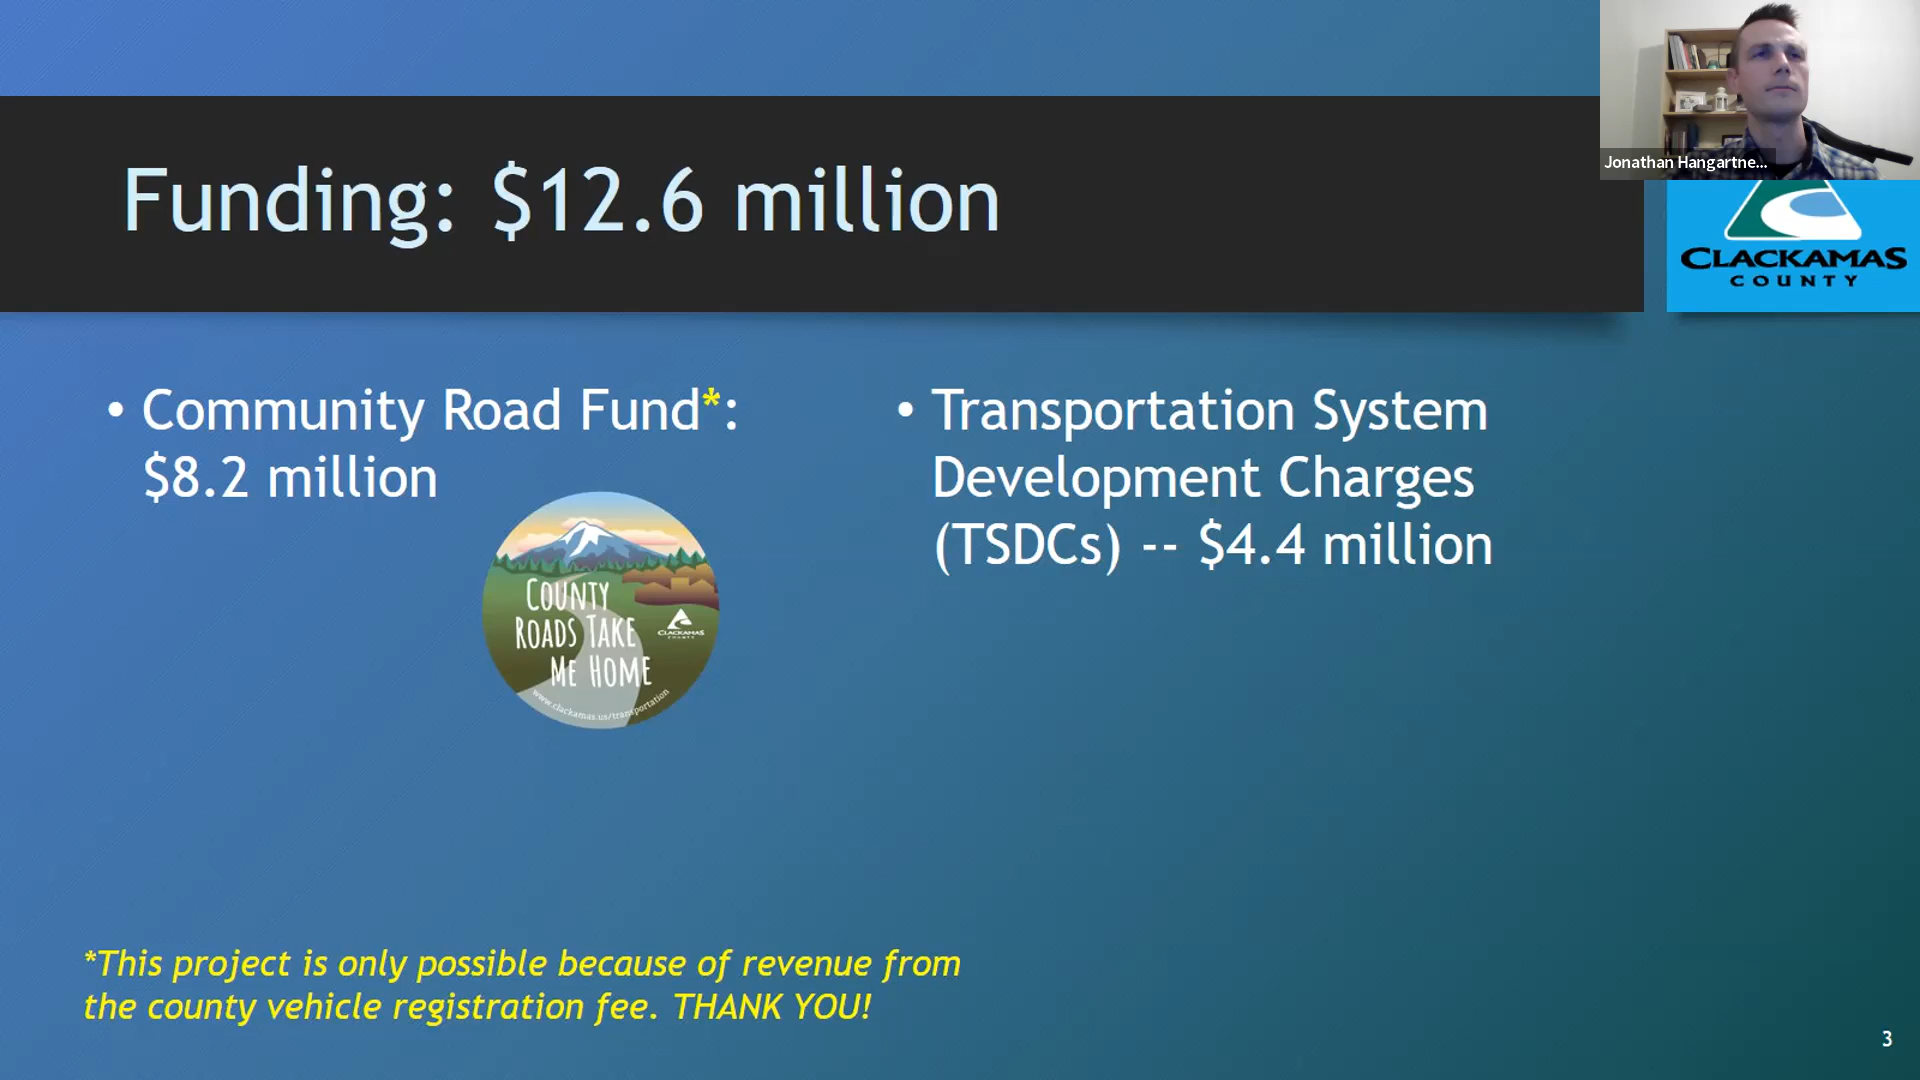 Jonathan Hangartne...
Funding: $12.6 million
CLACKAMAS
COUNTY
• Community Road Fund*:
$8.2 million
COUNTY
ROADS TAKE
ME HOME
CLACKAMAS
COUNTY
www.clackamas.us/transportation
• Transportation System
Development Charges
(TSDCs) -- $4.4 million
*This project is only possible because of revenue from
the county vehicle registration fee. THANK YOU!
3